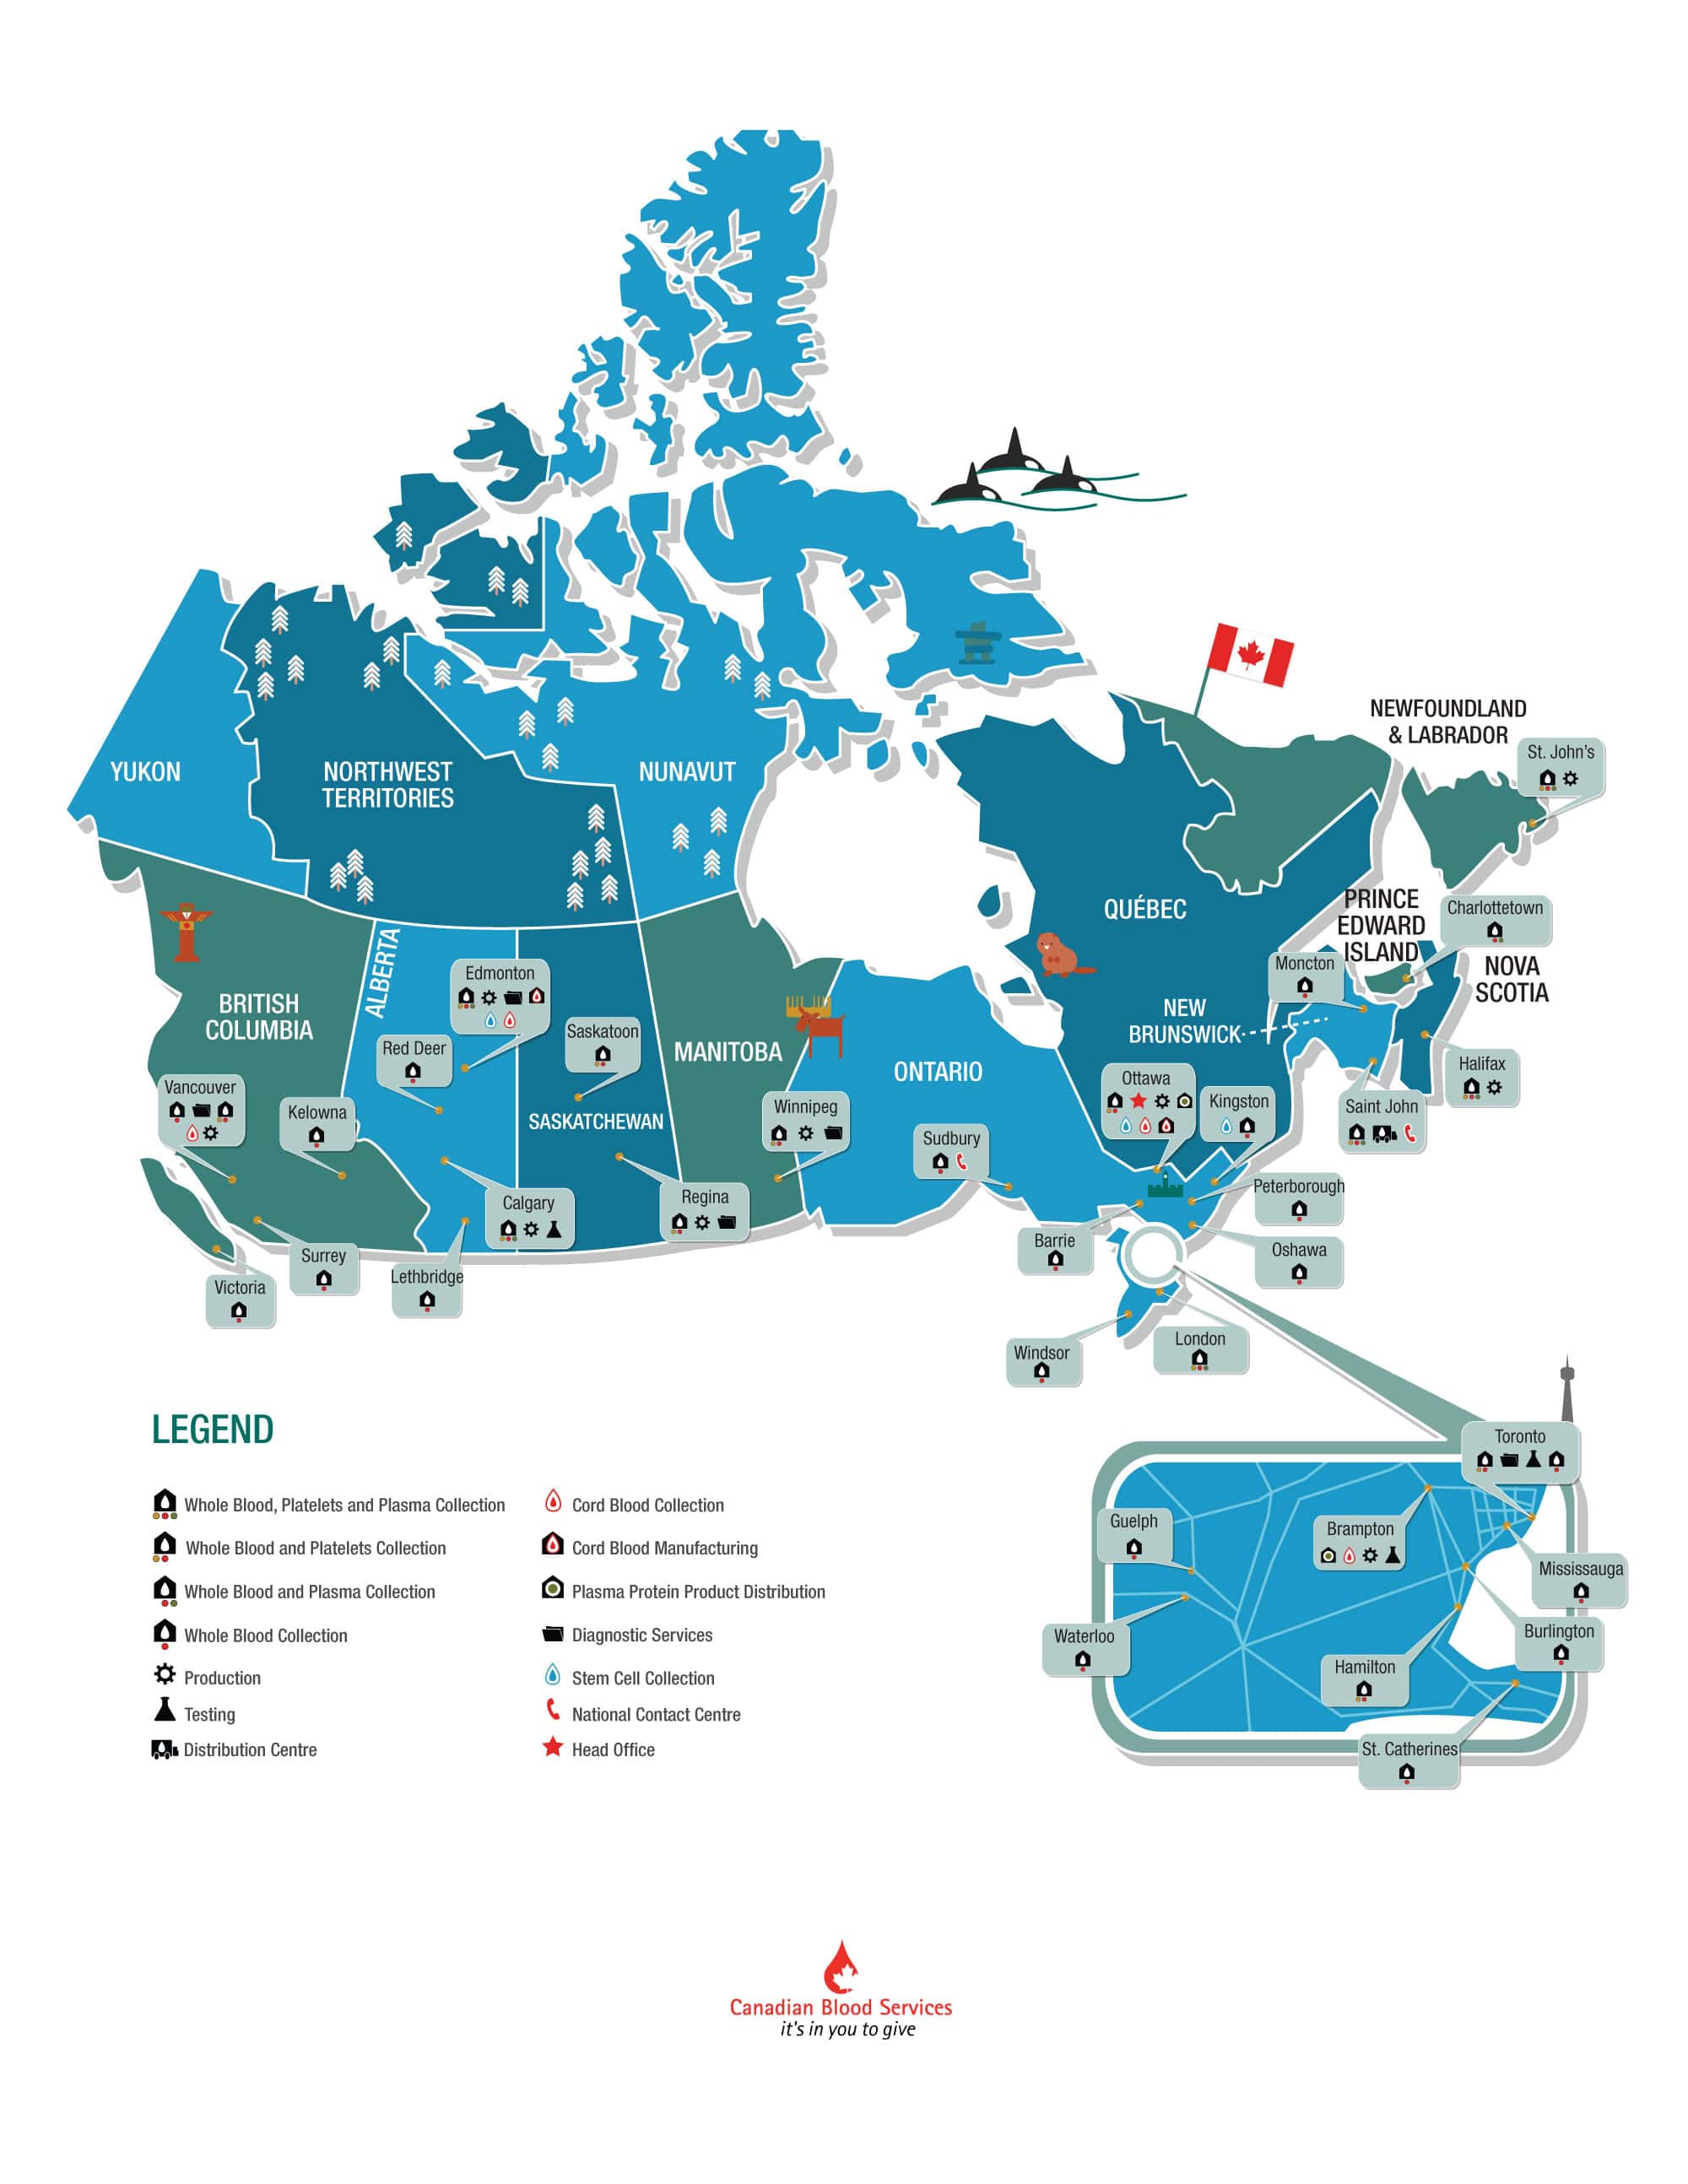 NEWFOUNDLAND
& LABRADOR
St. John's
YUKON
NORTHWEST
TERRITORIES
NUNAVUT
QUÉBEC
PRINCE
EDWARD
ISLAND
Charlottetown
Moncton
NOVA
SCOTIA
NEW
BRUNSWICK
Halifax
Saint John
BRITISH
COLUMBIA
ALBERTA
Edmonton
Red Deer
Saskatoon
MANITOBA
ONTARIO
Vancouver
Kelowna
SASKATCHEWAN
Winnipeg
Sudbury
Ottawa
Kingston
Calgary
Regina
Peterborough
Barrie
Oshawa
Surrey
Victoria
Lethbridge
Windsor
London
LEGEND
Whole Blood, Platelets and Plasma Collection
Whole Blood and Platelets Collection
Whole Blood and Plasma Collection
Whole Blood Collection
Production
Testing
Distribution Centre
Cord Blood Collection
Cord Blood Manufacturing
Plasma Protein Product Distribution
Diagnostic Services
Stem Cell Collection
National Contact Centre
Head Office
Toronto
Guelph
Brampton
Mississauga
Waterloo
Burlington
Hamilton
St. Catherines
Canadian Blood Services
it's in you to give